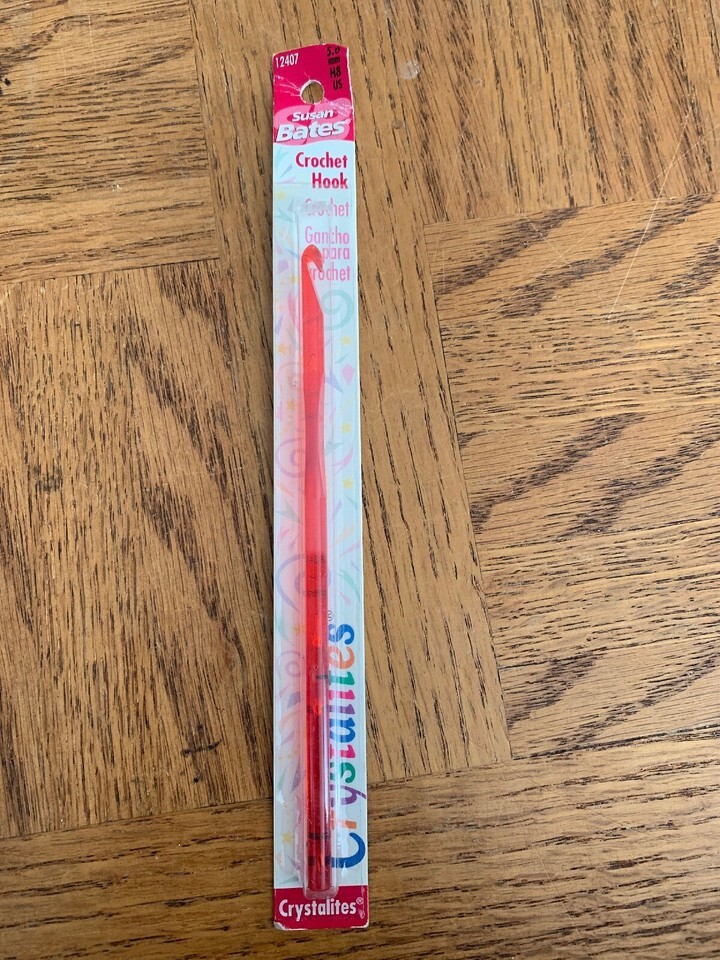 12407
5.0
mm
H8
US
Susan
Bates®
Crochet
Hook
Crochet
Gancho
para
Crochet
Crystalites®
Crystalites®